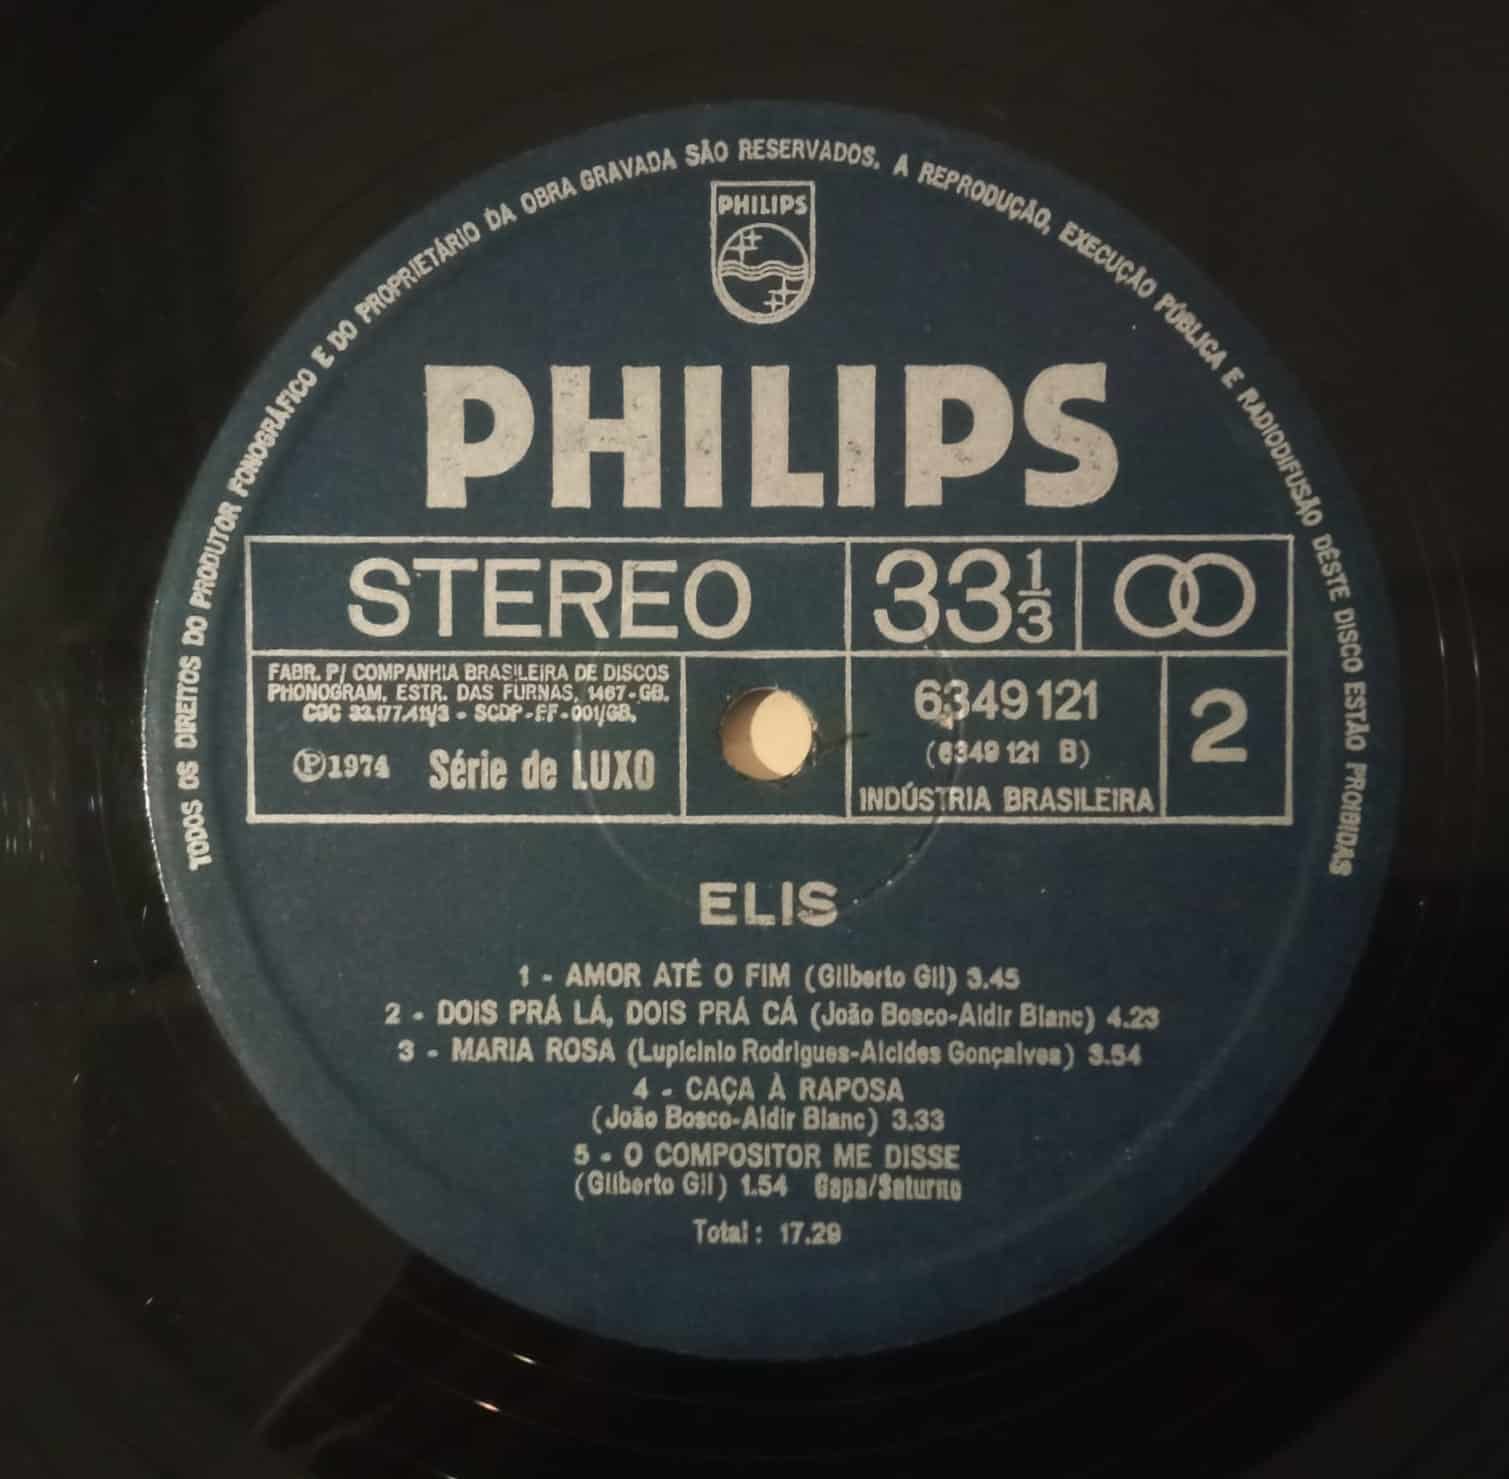 TODOS OS DIREITOS DO PRODUTOR FONOGRÁFICO E DO PROPRIETÁRIO DA OBRA GRAVADA SÃO RESERVADOS. A REPRODUÇÃO, EXECUÇÃO PÚBLICA E RADIODIFUSÃO DÊSTE DISCO ESTÃO PROIBIDAS
PHILIPS
PHILIPS
STEREO 33 1/3
FABR. P/ COMPANHIA BRASILEIRA DE DISCOS
PHONOGRAM, ESTR. DAS FURNAS, 1467-GB.
CGC 33.177.411/3 - SCDP-FF-001/GB.
Ⓟ1974 Série de LUXO
6349121
(6349 121 B)
INDÚSTRIA BRASILEIRA
2
ELIS
1 - AMOR ATÉ O FIM (Gilberto Gil) 3.45
2 - DOIS PRÁ LÁ, DOIS PRÁ CÁ (João Bosco-Aldir Blanc) 4.23
3 - MARIA ROSA (Lupicinio Rodrigues-Alcides Gonçalves) 3.54
4 - CAÇA À RAPOSA
(João Bosco-Aldir Blanc) 3.33
5 - O COMPOSITOR ME DISSE
(Gilberto Gil) 1.54 Gapa/Saturno
Total: 17.29